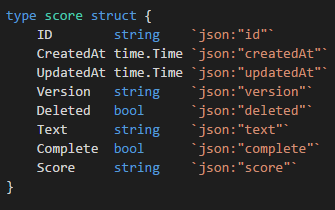 type score struct {
    ID        string    `json:"id"`
    CreatedAt time.Time `json:"createdAt"`
    UpdatedAt time.Time `json:"updatedAt"`
    Version   string    `json:"version"`
    Deleted   bool      `json:"deleted"`
    Text      string    `json:"text"`
    Complete  bool      `json:"complete"`
    Score     string    `json:"score"`
}